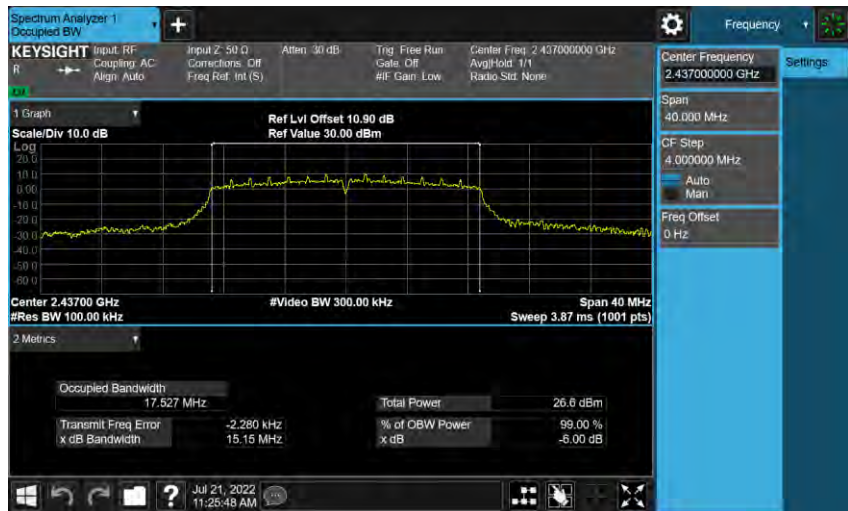 Spectrum Analyzer 1
Occupied BW
+
Frequency
KEYSIGHT
R
Input: RF
Coupling: AC
Align: Auto
Input Z: 50 Ω
Corrections: Off
Freq Ref: Int (S)
Atten: 30 dB
Trig: Free Run
Gate: Off
#IF Gain: Low
Center Freq: 2.437000000 GHz
Avg|Hold: 1/1
Radio Std: None
Center Frequency
2.437000000 GHz
Settings
Span
40.000 MHz
CF Step
4.000000 MHz
Auto
Man
Freq Offset
0 Hz
1 Graph
Scale/Div 10.0 dB
Ref Lvl Offset 10.90 dB
Ref Value 30.00 dBm
Log
20.0
10.0
0.00
-10.0
-20.0
-30.0
-40.0
-50.0
-60.0
Center 2.43700 GHz
#Res BW 100.00 kHz
#Video BW 300.00 kHz
Span 40 MHz
Sweep 3.87 ms (1001 pts)
2 Metrics
Occupied Bandwidth
17.527 MHz
Total Power 26.6 dBm
Transmit Freq Error -2.280 kHz
% of OBW Power 99.00 %
x dB Bandwidth 15.15 MHz
x dB -6.00 dB
?
Jul 21, 2022
11:25:48 AM